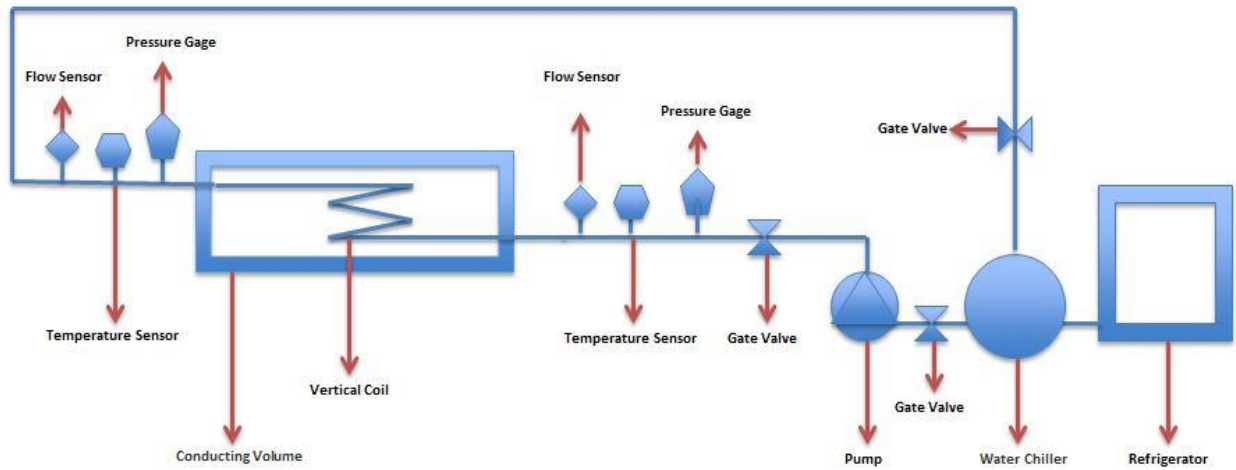 Pressure Gage
Flow Sensor
Flow Sensor
Pressure Gage
Gate Valve
Temperature Sensor
Temperature Sensor
Gate Valve
Vertical Coil
Gate Valve
Conducting Volume
Pump
Water Chiller
Refrigerator